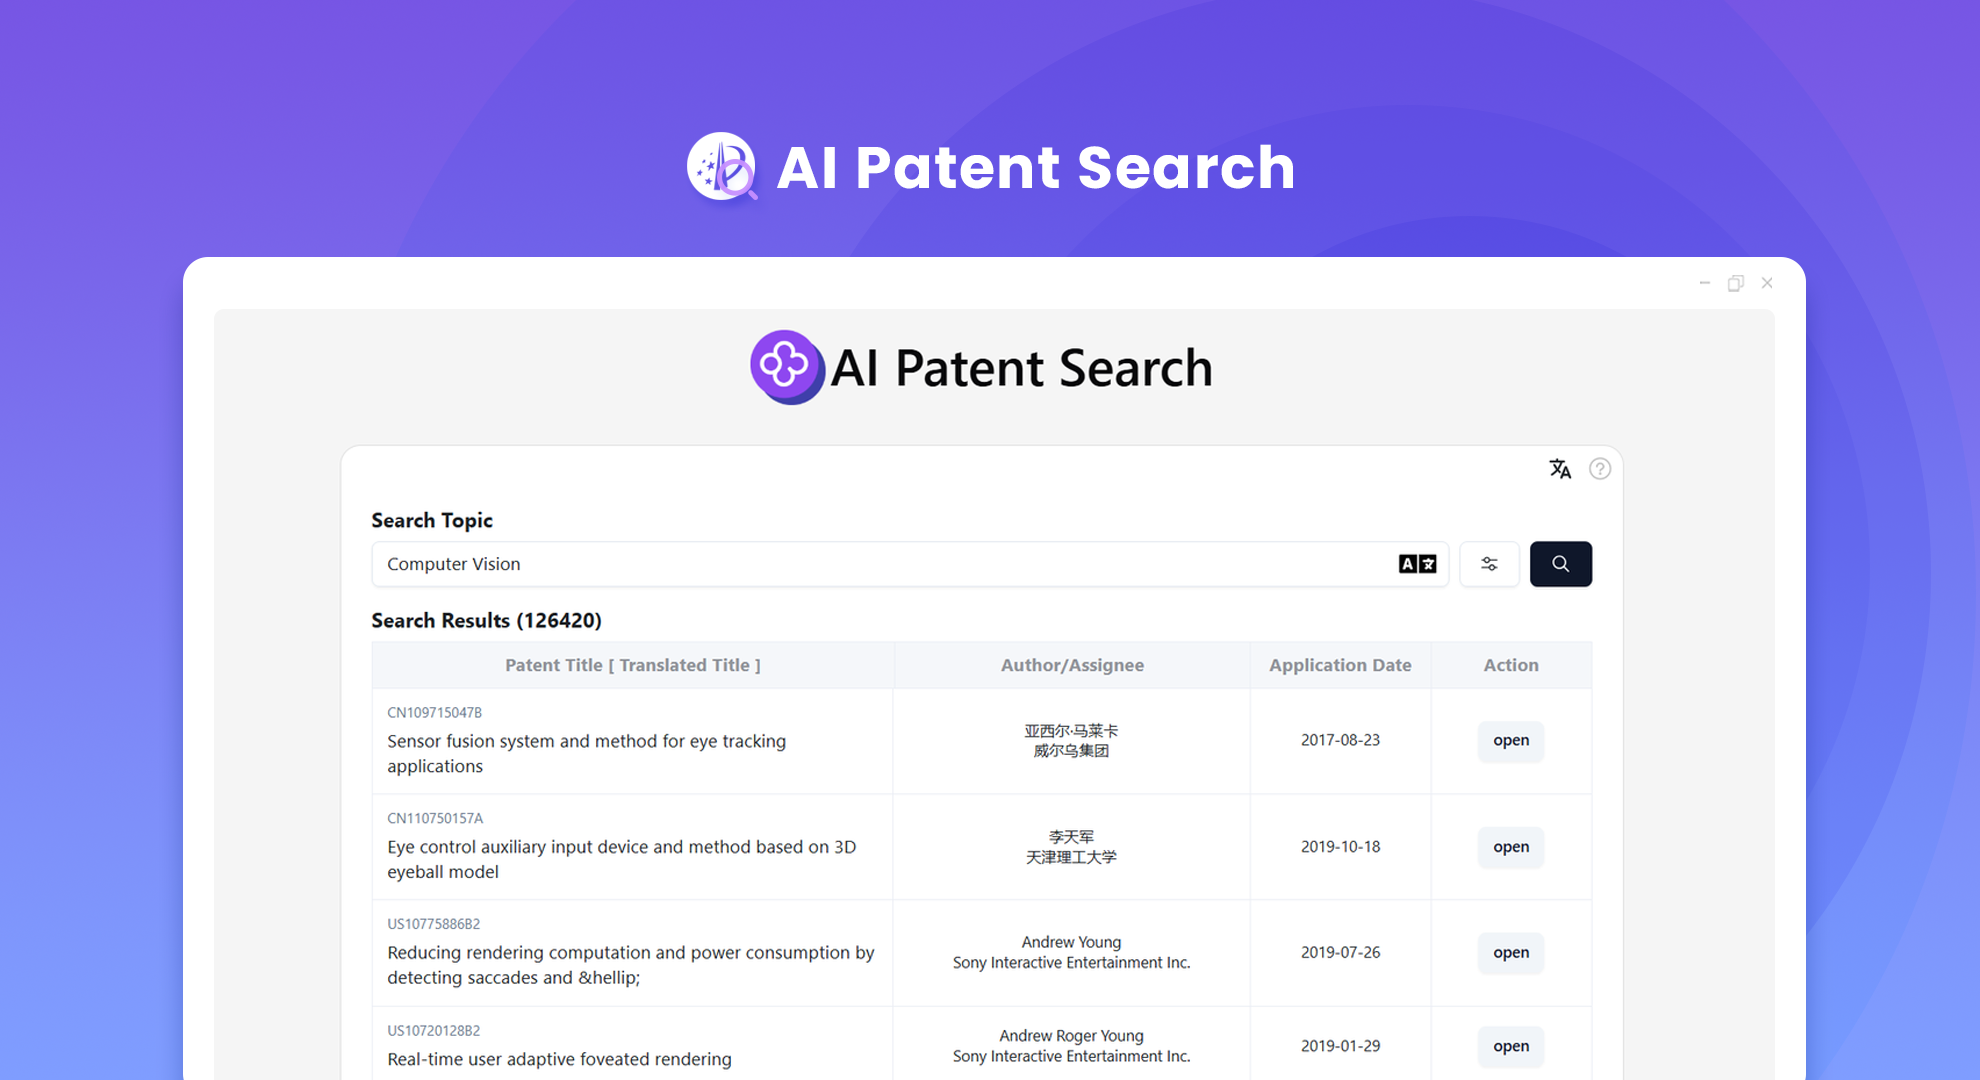 AI Patent Search
AI Patent Search
Search Topic
Computer Vision
Search Results (126420)
Patent Title [ Translated Title ]
Author/Assignee
Application Date
Action
CN109715047B
Sensor fusion system and method for eye tracking
applications
亚西尔·马莱卡
威尔乌集团
2017-08-23
open
CN110750157A
Eye control auxiliary input device and method based on 3D
eyeball model
李天军
天津理工大学
2019-10-18
open
US10775886B2
Reducing rendering computation and power consumption by
detecting saccades and &hellip;
Andrew Young
Sony Interactive Entertainment Inc.
2019-07-26
open
US10720128B2
Real-time user adaptive foveated rendering
Andrew Roger Young
Sony Interactive Entertainment Inc.
2019-01-29
open